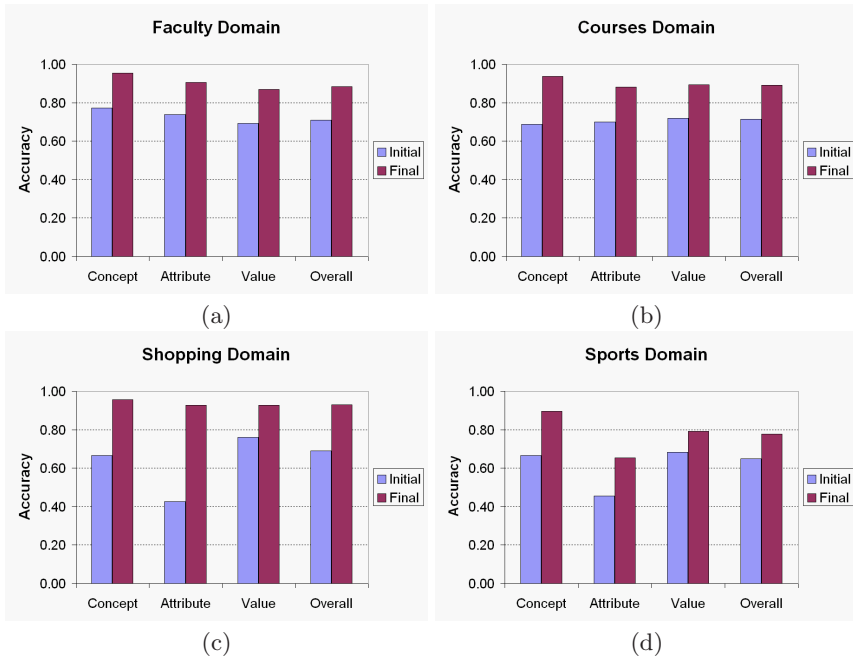 Faculty Domain
1.00
0.80
0.60
0.40
0.20
0.00
Accuracy
Concept Attribute Value Overall
Initial
Final
(a)
Courses Domain
1.00
0.80
0.60
0.40
0.20
0.00
Accuracy
Concept Attribute Value Overall
Initial
Final
(b)
Shopping Domain
1.00
0.80
0.60
0.40
0.20
0.00
Accuracy
Concept Attribute Value Overall
Initial
Final
(c)
Sports Domain
1.00
0.80
0.60
0.40
0.20
0.00
Accuracy
Concept Attribute Value Overall
Initial
Final
(d)